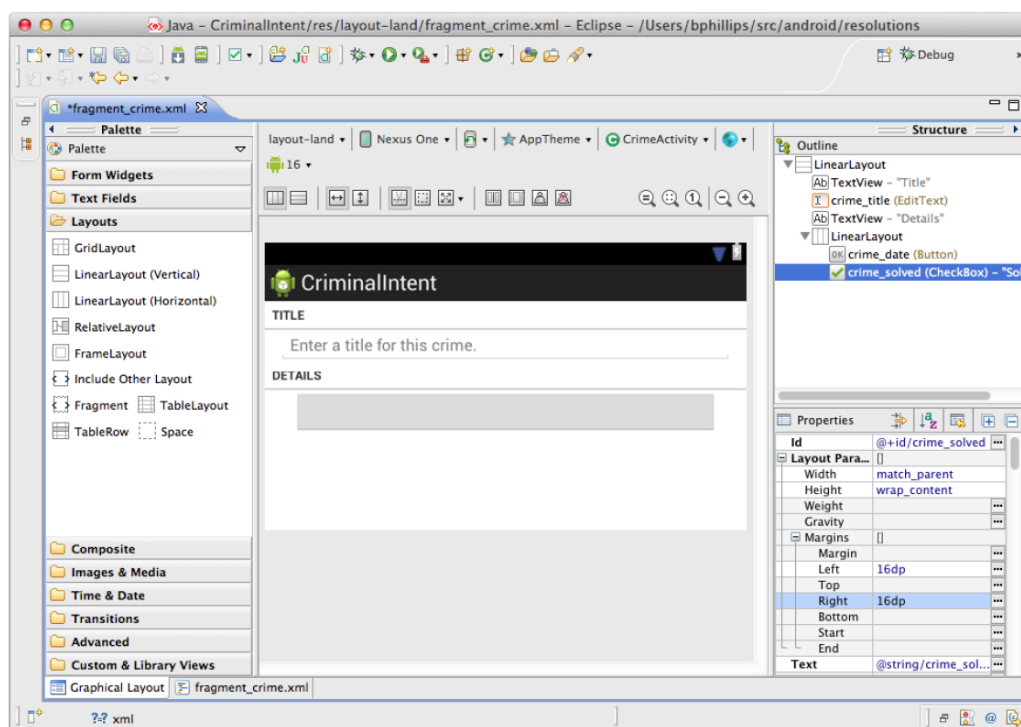 Java – CriminalIntent/res/layout-land/fragment_crime.xml – Eclipse – /Users/bphillips/src/android/resolutions
Debug
*fragment_crime.xml
Palette
Palette
Form Widgets
Text Fields
Layouts
GridLayout
LinearLayout (Vertical)
LinearLayout (Horizontal)
RelativeLayout
FrameLayout
Include Other Layout
Fragment TableLayout
TableRow Space
Composite
Images & Media
Time & Date
Transitions
Advanced
Custom & Library Views
layout-land Nexus One AppTheme CrimeActivity
16
CriminalIntent
TITLE
Enter a title for this crime.
DETAILS
Structure
Outline
LinearLayout
Ab TextView – "Title"
crime_title (EditText)
Ab TextView – "Details"
LinearLayout
OK crime_date (Button)
crime_solved (CheckBox) – "Sol
Properties
Id @+id/crime_solved
Layout Para... []
Width match_parent
Height wrap_content
Weight
Gravity
Margins []
Margin
Left 16dp
Top
Right 16dp
Bottom
Start
End
Text @string/crime_sol...
Graphical Layout fragment_crime.xml
xml